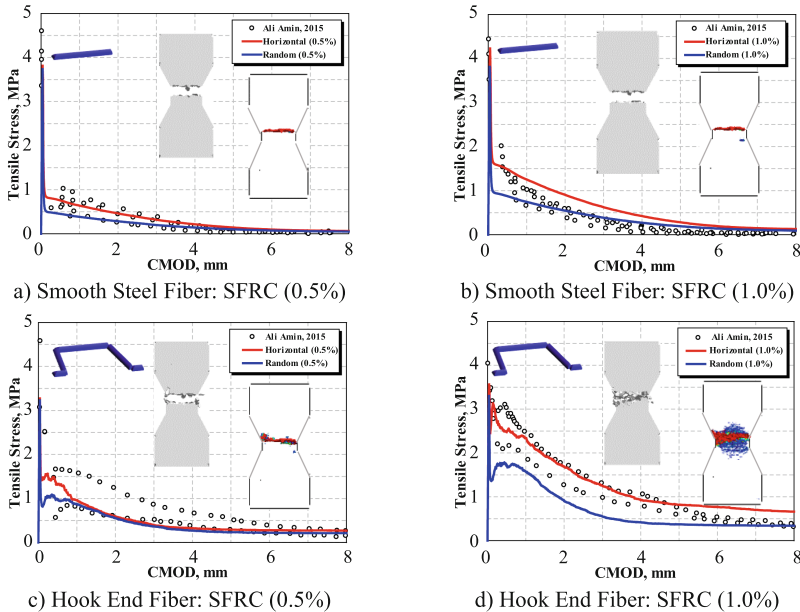 5
4
3
2
1
0
Tensile Stress, MPa
Ali Amin, 2015
Horizontal (0.5%)
Random (0.5%)
0 2 4 6 8
CMOD, mm
a) Smooth Steel Fiber: SFRC (0.5%)
5
4
3
2
1
0
Tensile Stress, MPa
Ali Amin, 2015
Horizontal (1.0%)
Random (1.0%)
0 2 4 6 8
CMOD, mm
b) Smooth Steel Fiber: SFRC (1.0%)
5
4
3
2
1
0
Tensile Stress, MPa
Ali Amin, 2015
Horizontal (0.5%)
Random (0.5%)
0 2 4 6 8
CMOD, mm
c) Hook End Fiber: SFRC (0.5%)
5
4
3
2
1
0
Tensile Stress, MPa
Ali Amin, 2015
Horizontal (1.0%)
Random (1.0%)
0 2 4 6 8
CMOD, mm
d) Hook End Fiber: SFRC (1.0%)